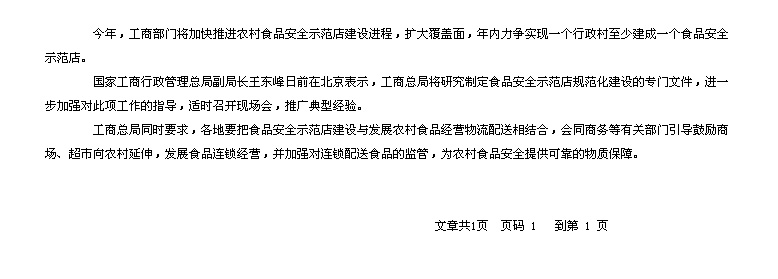 今年，工商部门将加快推进农村食品安全示范店建设进程，扩大覆盖面，年内力争实现一个行政村至少建成一个食品安全
示范店。
国家工商行政管理总局副局长王东峰日前在北京表示，工商总局将研究制定食品安全示范店规范化建设的专门文件，进一
步加强对此项工作的指导，适时召开现场会，推广典型经验。
工商总局同时要求，各地要把食品安全示范店建设与发展农村食品经营物流配送相结合，会同商务等有关部门引导鼓励商
场、超市向农村延伸，发展食品连锁经营，并加强对连锁配送食品的监管，为农村食品安全提供可靠的物质保障。
文章共1页 页码 1 到第 1 页